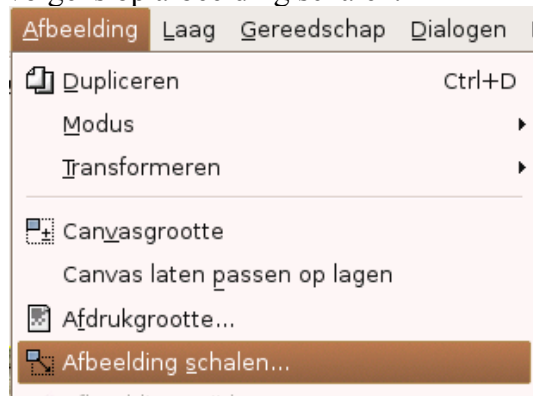 Afbeelding Laag Gereedschap Dialogen
Dupliceren Ctrl+D
Modus
Transformeren
Canvasgrootte
Canvas laten passen op lagen
Afdrukgrootte...
Afbeelding schalen...